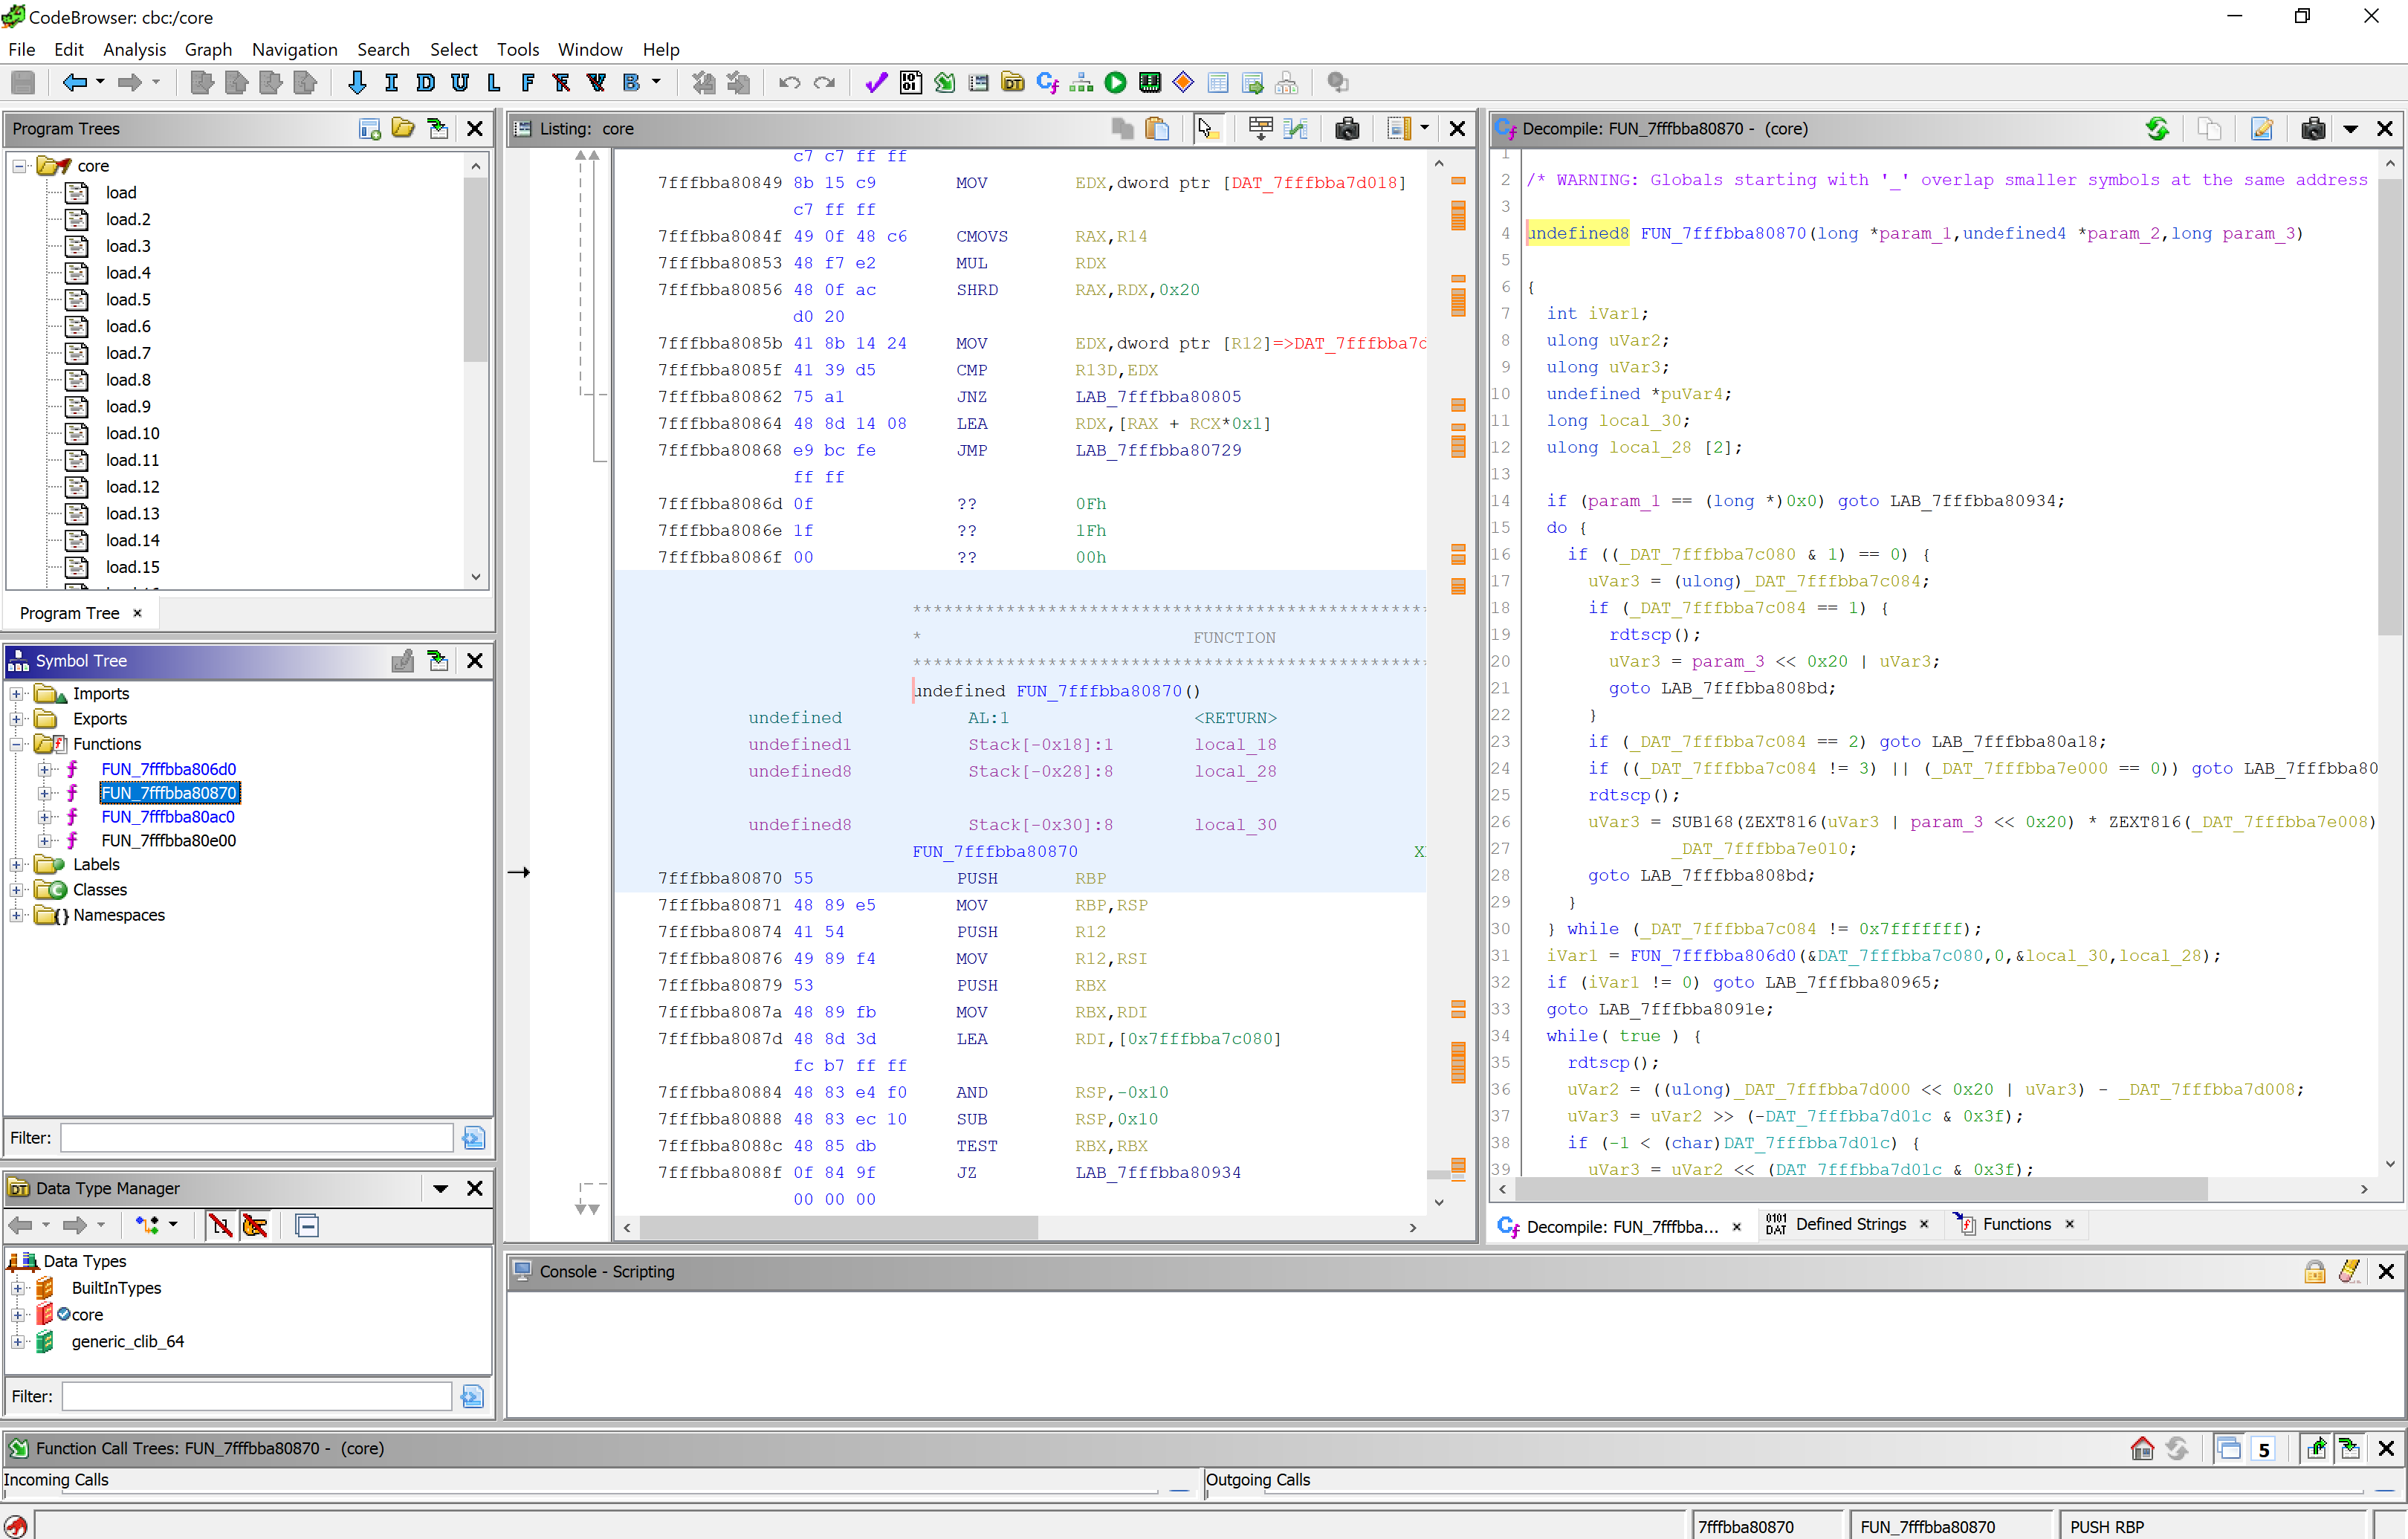 CodeBrowser: cbc:/core
File Edit Analysis Graph Navigation Search Select Tools Window Help
I D U L F B
Program Trees
core
load
load.2
load.3
load.4
load.5
load.6
load.7
load.8
load.9
load.10
load.11
load.12
load.13
load.14
load.15
Program Tree
Symbol Tree
Imports
Exports
Functions
FUN_7fffbba806d0
FUN_7fffbba80870
FUN_7fffbba80ac0
FUN_7fffbba80e00
Labels
Classes
Namespaces
Filter:
Data Type Manager
Data Types
BuiltInTypes
core
generic_clib_64
Filter:
Listing: core
c7 c7 ff ff
7fffbba80849 8b 15 c9 MOV EDX,dword ptr [DAT_7fffbba7d018]
c7 ff ff
7fffbba8084f 49 0f 48 c6 CMOVS RAX,R14
7fffbba80853 48 f7 e2 MUL RDX
7fffbba80856 48 0f ac SHRD RAX,RDX,0x20
d0 20
7fffbba8085b 41 8b 14 24 MOV EDX,dword ptr [R12]=>DAT_7fffbba7d
7fffbba8085f 41 39 d5 CMP R13D,EDX
7fffbba80862 75 a1 JNZ LAB_7fffbba80805
7fffbba80864 48 8d 14 08 LEA RDX,[RAX + RCX*0x1]
7fffbba80868 e9 bc fe JMP LAB_7fffbba80729
ff ff
7fffbba8086d 0f ?? 0Fh
7fffbba8086e 1f ?? 1Fh
7fffbba8086f 00 ?? 00h
**************************************************
* FUNCTION
**************************************************
undefined FUN_7fffbba80870()
undefined AL:1 <RETURN>
undefined1 Stack[-0x18]:1 local_18
undefined8 Stack[-0x28]:8 local_28
undefined8 Stack[-0x30]:8 local_30
FUN_7fffbba80870 X
7fffbba80870 55 PUSH RBP
7fffbba80871 48 89 e5 MOV RBP,RSP
7fffbba80874 41 54 PUSH R12
7fffbba80876 49 89 f4 MOV R12,RSI
7fffbba80879 53 PUSH RBX
7fffbba8087a 48 89 fb MOV RBX,RDI
7fffbba8087d 48 8d 3d LEA RDI,[0x7fffbba7c080]
fc b7 ff ff
7fffbba80884 48 83 e4 f0 AND RSP,-0x10
7fffbba80888 48 83 ec 10 SUB RSP,0x10
7fffbba8088c 48 85 db TEST RBX,RBX
7fffbba8088f 0f 84 9f JZ LAB_7fffbba80934
00 00 00
Decompile: FUN_7fffbba80870 - (core)
1
2 /* WARNING: Globals starting with '_' overlap smaller symbols at the same address
3
4 undefined8 FUN_7fffbba80870(long *param_1,undefined4 *param_2,long param_3)
5
6 {
7 int iVar1;
8 ulong uVar2;
9 ulong uVar3;
10 undefined *puVar4;
11 long local_30;
12 ulong local_28 [2];
13
14 if (param_1 == (long *)0x0) goto LAB_7fffbba80934;
15 do {
16 if ((_DAT_7fffbba7c080 & 1) == 0) {
17 uVar3 = (ulong)_DAT_7fffbba7c084;
18 if (_DAT_7fffbba7c084 == 1) {
19 rdtscp();
20 uVar3 = param_3 << 0x20 | uVar3;
21 goto LAB_7fffbba808bd;
22 }
23 if (_DAT_7fffbba7c084 == 2) goto LAB_7fffbba80a18;
24 if ((_DAT_7fffbba7c084 != 3) || (_DAT_7fffbba7e000 == 0)) goto LAB_7fffbba80
25 rdtscp();
26 uVar3 = SUB168(ZEXT816(uVar3 | param_3 << 0x20) * ZEXT816(_DAT_7fffbba7e008)
27 _DAT_7fffbba7e010;
28 goto LAB_7fffbba808bd;
29 }
30 } while (_DAT_7fffbba7c084 != 0x7fffffff);
31 iVar1 = FUN_7fffbba806d0(&DAT_7fffbba7c080,0,&local_30,local_28);
32 if (iVar1 != 0) goto LAB_7fffbba80965;
33 goto LAB_7fffbba8091e;
34 while( true ) {
35 rdtscp();
36 uVar2 = ((ulong)_DAT_7fffbba7d000 << 0x20 | uVar3) - _DAT_7fffbba7d008;
37 uVar3 = uVar2 >> (-DAT_7fffbba7d01c & 0x3f);
38 if (-1 < (char)DAT_7fffbba7d01c) {
39 uVar3 = uVar2 << (DAT_7fffbba7d01c & 0x3f);
Decompile: FUN_7fffbba... Defined Strings Functions
Console - Scripting
Function Call Trees: FUN_7fffbba80870 - (core)
5
Incoming Calls
Outgoing Calls
7fffbba80870 FUN_7fffbba80870 PUSH RBP